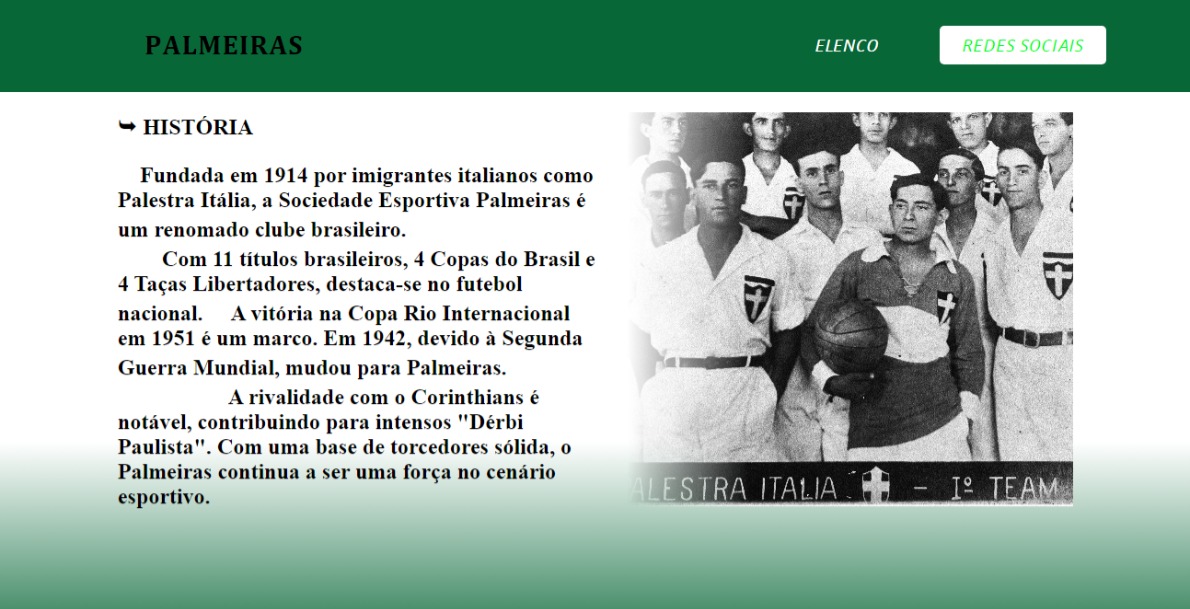 PALMEIRAS
ELENCO
REDES SOCIAIS
➥ HISTÓRIA
Fundada em 1914 por imigrantes italianos como
Palestra Itália, a Sociedade Esportiva Palmeiras é
um renomado clube brasileiro.
Com 11 títulos brasileiros, 4 Copas do Brasil e
4 Taças Libertadores, destaca-se no futebol
nacional. A vitória na Copa Rio Internacional
em 1951 é um marco. Em 1942, devido à Segunda
Guerra Mundial, mudou para Palmeiras.
A rivalidade com o Corinthians é
notável, contribuindo para intensos "Dérbi
Paulista". Com uma base de torcedores sólida, o
Palmeiras continua a ser uma força no cenário
esportivo.
ALESTRA ITALIA - Iº TEAM